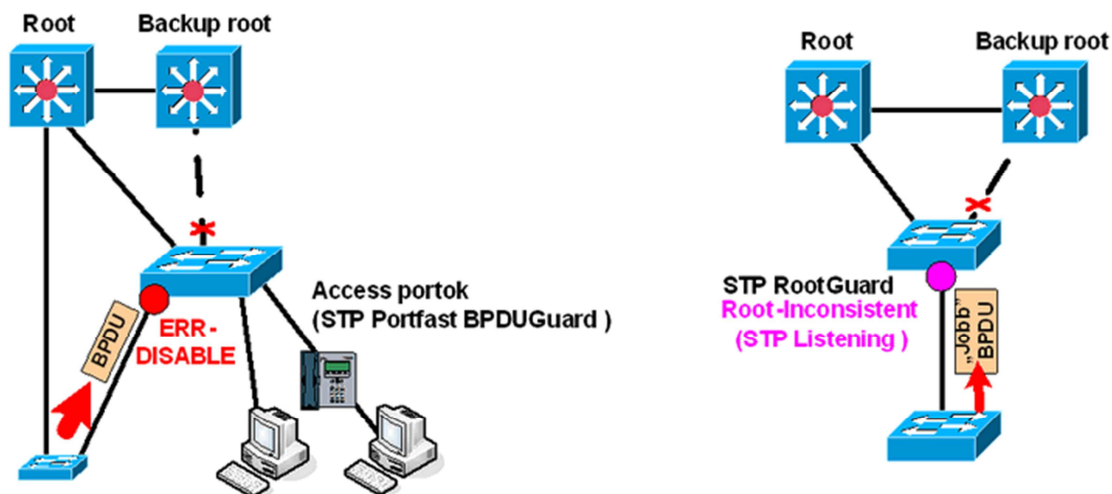 Root
Backup root
BPDU
ERR-
DISABLE
Access portok
(STP Portfast BPDUGuard )
Root
Backup root
STP RootGuard
Root-Inconsistent
(STP Listening )
„Jobb”
BPDU